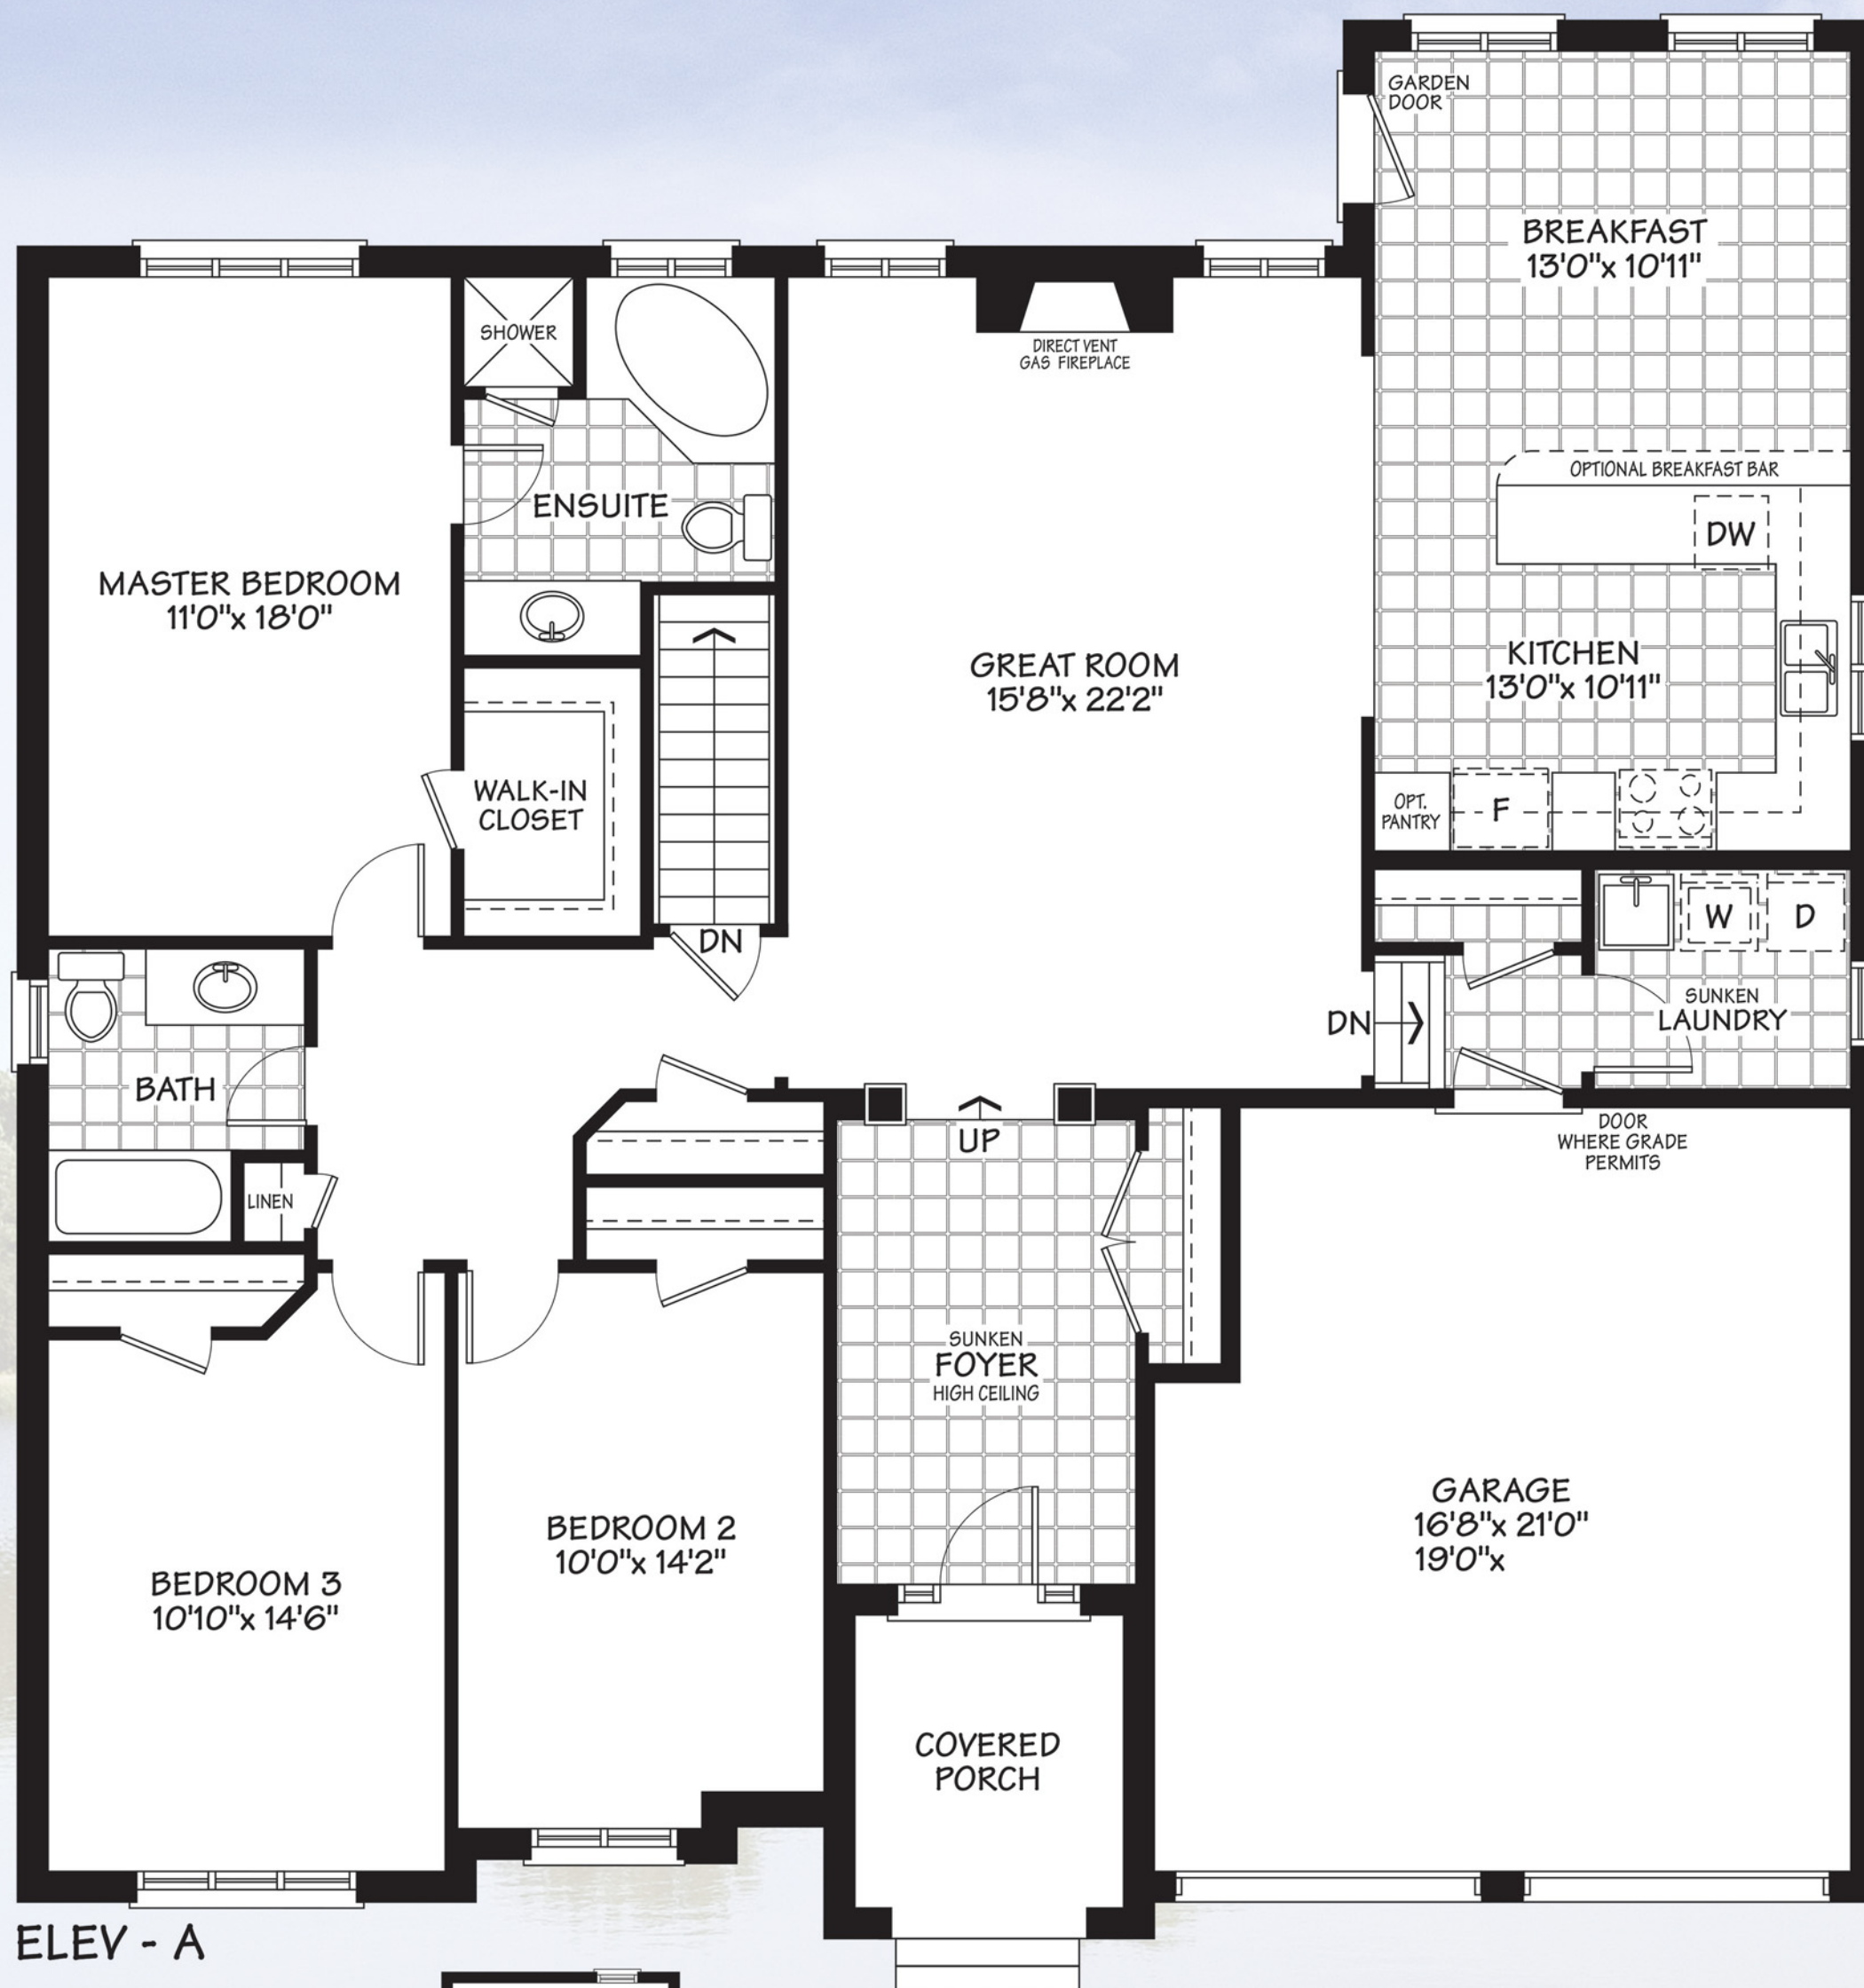 GARDEN
DOOR
BREAKFAST
13'0"x 10'11"
SHOWER
DIRECT VENT
GAS FIREPLACE
OPTIONAL BREAKFAST BAR
ENSUITE
DW
MASTER BEDROOM
11'0"x 18'0"
GREAT ROOM
15'8"x 22'2"
KITCHEN
13'0"x 10'11"
WALK-IN
CLOSET
OPT.
PANTRY
F
DN
W
D
SUNKEN
LAUNDRY
DN
BATH
UP
DOOR
WHERE GRADE
PERMITS
LINEN
SUNKEN
FOYER
HIGH CEILING
GARAGE
16'8"x 21'0"
19'0"x
BEDROOM 2
10'0"x 14'2"
BEDROOM 3
10'10"x 14'6"
COVERED
PORCH
ELEV - A